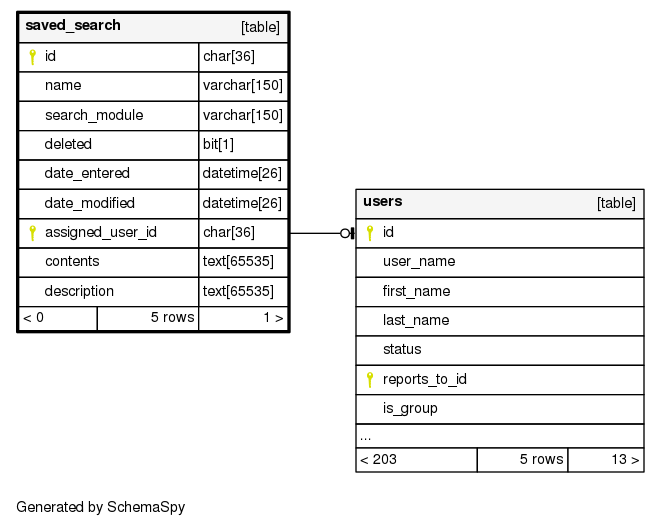 saved_search [table]
id char[36]
name varchar[150]
search_module varchar[150]
deleted bit[1]
date_entered datetime[26]
date_modified datetime[26]
assigned_user_id char[36]
contents text[65535]
description text[65535]
< 0 5 rows 1 >
users [table]
id
user_name
first_name
last_name
status
reports_to_id
is_group
...
< 203 5 rows 13 >
Generated by SchemaSpy